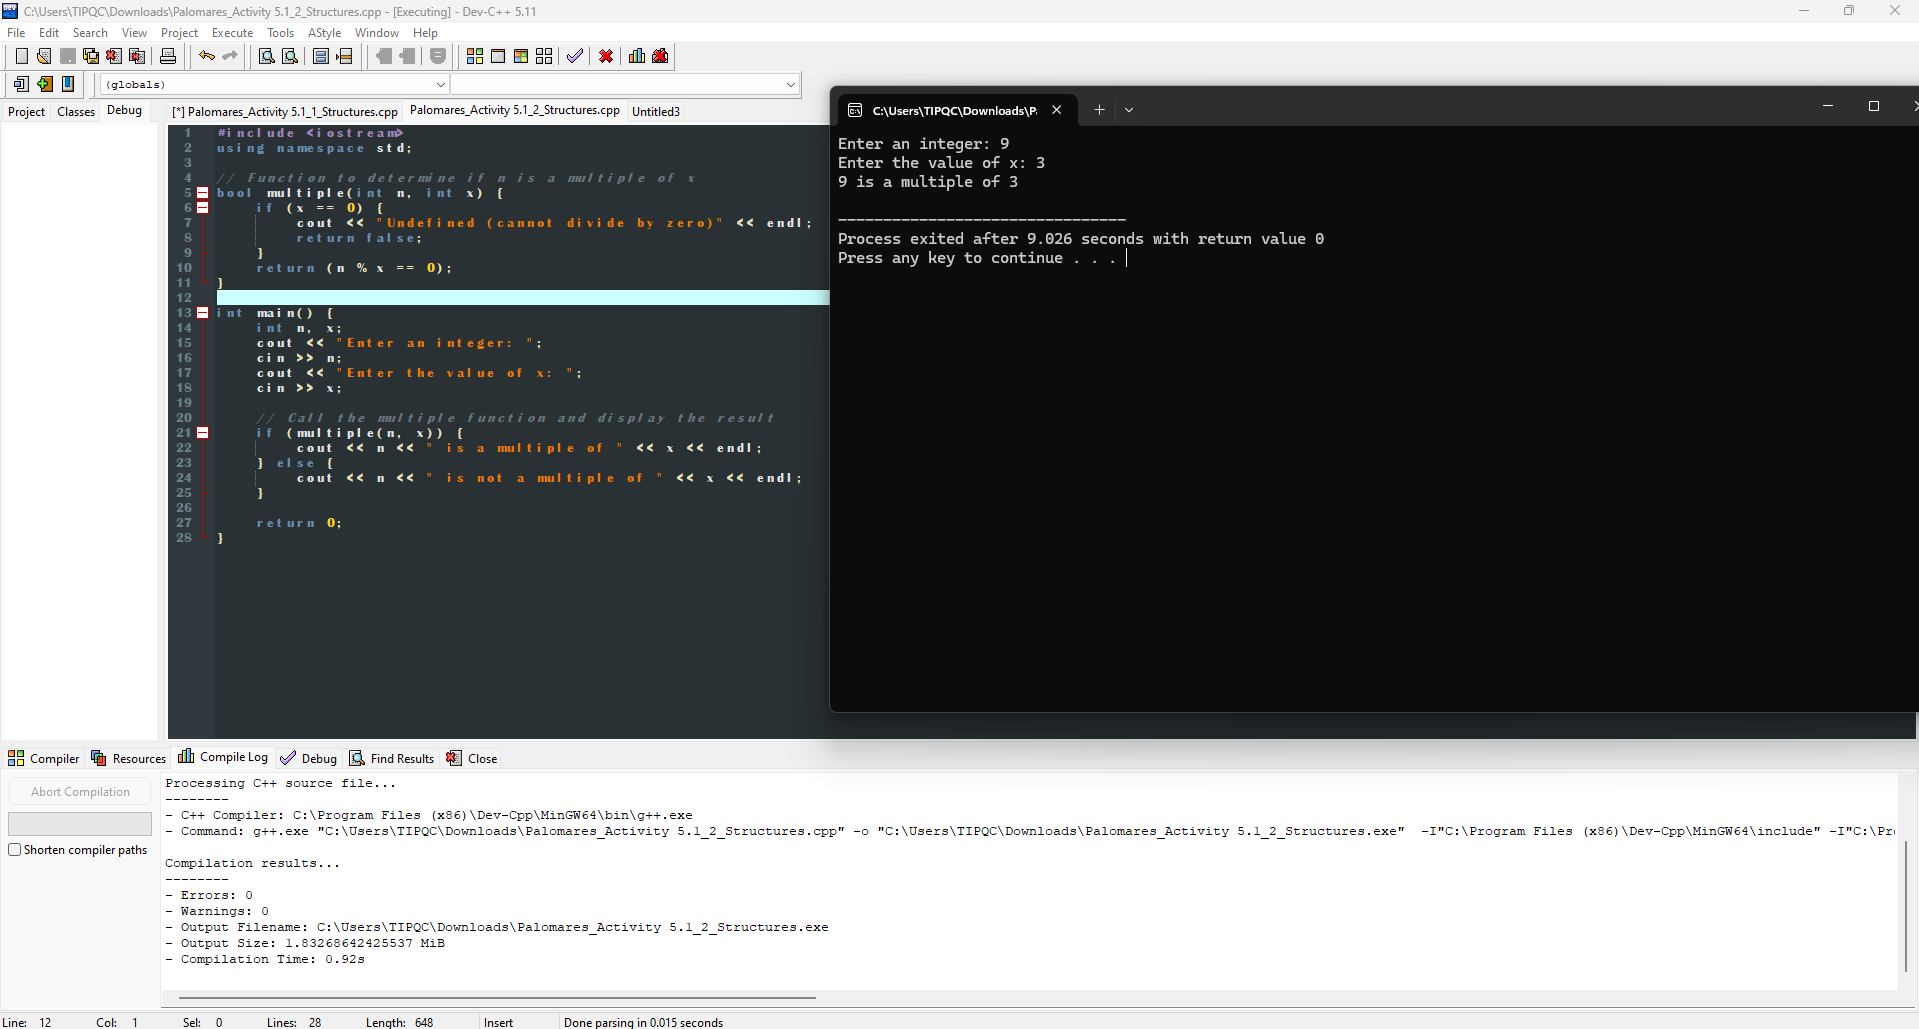 C:\Users\TIPQC\Downloads\Palomares_Activity 5.1_2_Structures.cpp - [Executing] - Dev-C++ 5.11
File Edit Search View Project Execute Tools AStyle Window Help
(globals)
Project Classes Debug
[*] Palomares_Activity 5.1_1_Structures.cpp Palomares_Activity 5.1_2_Structures.cpp Untitled3
1 #include <iostream>
2 using namespace std;
3
4 // Function to determine if n is a multiple of x
5 bool multiple(int n, int x) {
6 if (x == 0) {
7 cout << "Undefined (cannot divide by zero)" << endl;
8 return false;
9 }
10 return (n % x == 0);
11 }
12
13 int main() {
14 int n, x;
15 cout << "Enter an integer: ";
16 cin >> n;
17 cout << "Enter the value of x: ";
18 cin >> x;
19
20 // Call the multiple function and display the result
21 if (multiple(n, x)) {
22 cout << n << " is a multiple of " << x << endl;
23 } else {
24 cout << n << " is not a multiple of " << x << endl;
25 }
26
27 return 0;
28 }
C:\Users\TIPQC\Downloads\P
Enter an integer: 9
Enter the value of x: 3
9 is a multiple of 3
--------------------------------
Process exited after 9.026 seconds with return value 0
Press any key to continue . . .
Compiler Resources Compile Log Debug Find Results Close
Abort Compilation
Shorten compiler paths
Processing C++ source file...
--------
- C++ Compiler: C:\Program Files (x86)\Dev-Cpp\MinGW64\bin\g++.exe
- Command: g++.exe "C:\Users\TIPQC\Downloads\Palomares_Activity 5.1_2_Structures.cpp" -o "C:\Users\TIPQC\Downloads\Palomares_Activity 5.1_2_Structures.exe" -I"C:\Program Files (x86)\Dev-Cpp\MinGW64\include" -I"C:\Pr
Compilation results...
--------
- Errors: 0
- Warnings: 0
- Output Filename: C:\Users\TIPQC\Downloads\Palomares_Activity 5.1_2_Structures.exe
- Output Size: 1.83268642425537 MiB
- Compilation Time: 0.92s
Line: 12 Col: 1 Sel: 0 Lines: 28 Length: 648 Insert Done parsing in 0.015 seconds